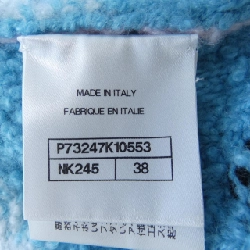 MADE IN ITALY
FABRIQUE EN ITALIE
P73247K10553
NK245 38